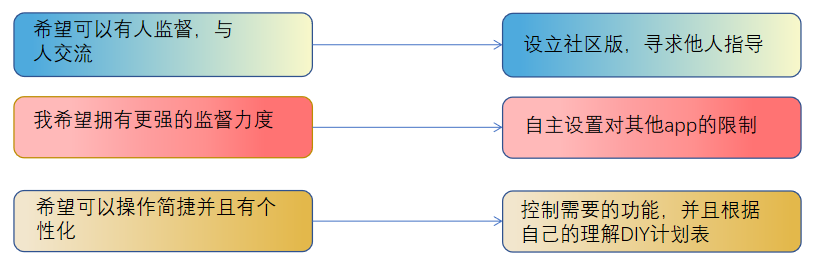 希望可以有人监督，与
人交流
设立社区版，寻求他人指导
我希望拥有更强的监督力度
自主设置对其他app的限制
希望可以操作简捷并且有个
性化
控制需要的功能，并且根据
自己的理解DIY计划表